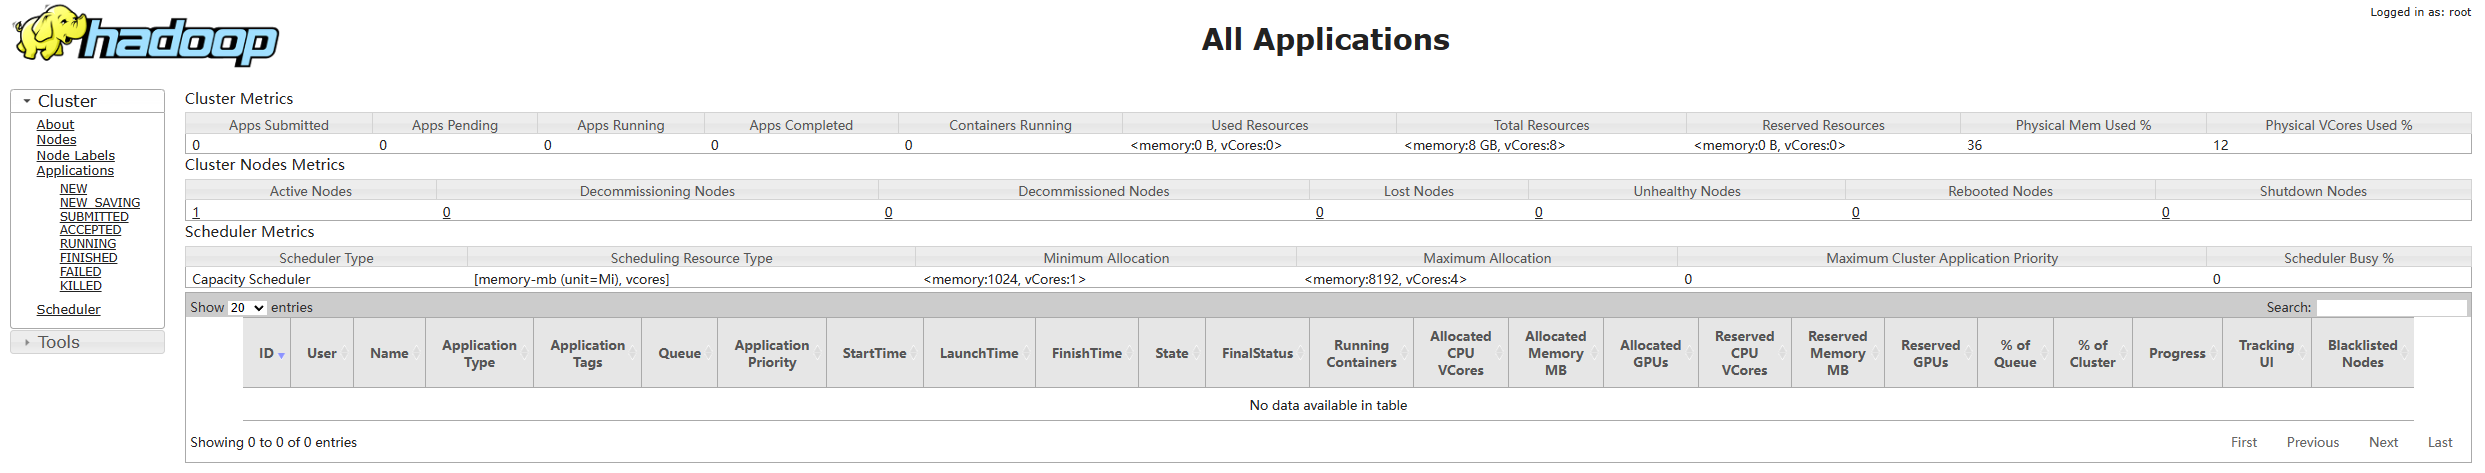 hadoop
All Applications
Logged in as: root
Cluster
About
Nodes
Node Labels
Applications
NEW
NEW_SAVING
SUBMITTED
ACCEPTED
RUNNING
FINISHED
FAILED
KILLED
Scheduler
Tools
Cluster Metrics
Apps Submitted Apps Pending Apps Running Apps Completed Containers Running Used Resources Total Resources Reserved Resources Physical Mem Used % Physical VCores Used %
0 0 0 0 0 <memory:0 B, vCores:0> <memory:8 GB, vCores:8> <memory:0 B, vCores:0> 36 12
Cluster Nodes Metrics
Active Nodes Decommissioning Nodes Decommissioned Nodes Lost Nodes Unhealthy Nodes Rebooted Nodes Shutdown Nodes
1 0 0 0 0 0 0
Scheduler Metrics
Scheduler Type Scheduling Resource Type Minimum Allocation Maximum Allocation Maximum Cluster Application Priority Scheduler Busy %
Capacity Scheduler [memory-mb (unit=Mi), vcores] <memory:1024, vCores:1> <memory:8192, vCores:4> 0 0
Show 20 entries Search:
ID User Name Application Type Application Tags Queue Application Priority StartTime LaunchTime FinishTime State FinalStatus Running Containers Allocated CPU VCores Allocated Memory MB Allocated GPUs Reserved CPU VCores Reserved Memory MB Reserved GPUs % of Queue % of Cluster Progress Tracking UI Blacklisted Nodes
No data available in table
Showing 0 to 0 of 0 entries First Previous Next Last